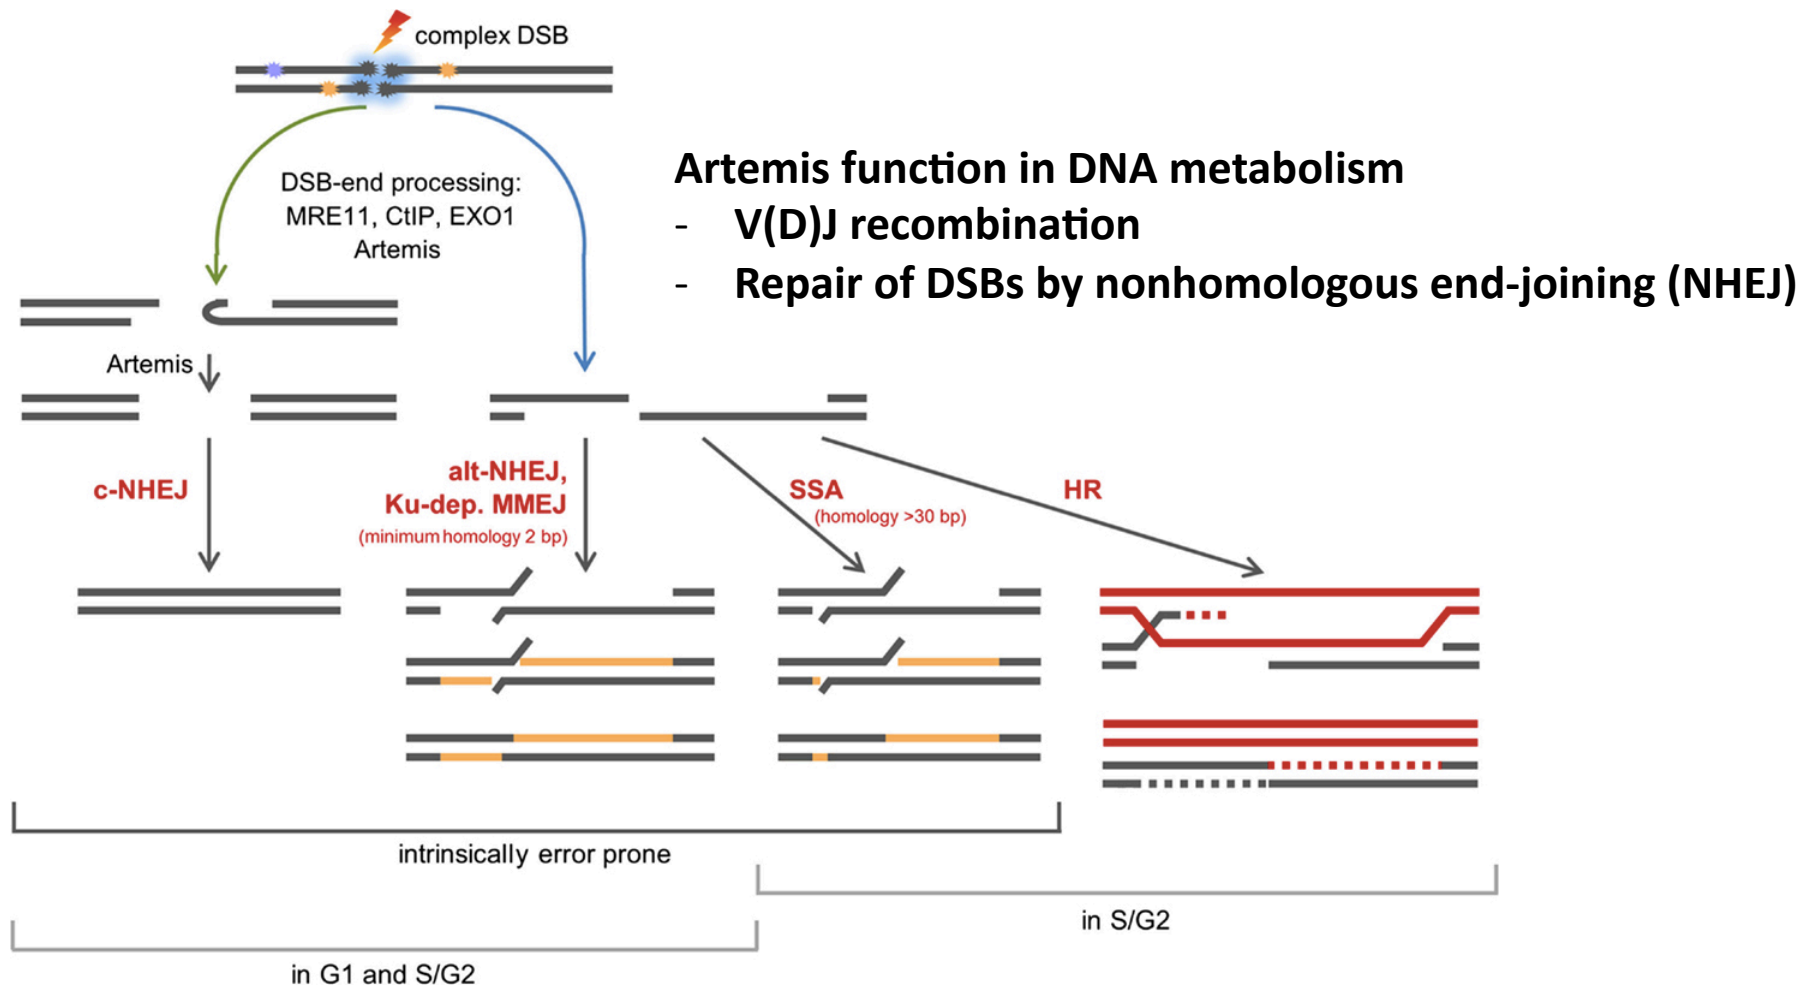 complex DSB
DSB-end processing:
MRE11, CtIP, EXO1
Artemis
Artemis function in DNA metabolism
- V(D)J recombination
- Repair of DSBs by nonhomologous end-joining (NHEJ)
Artemis
c-NHEJ
alt-NHEJ,
Ku-dep. MMEJ
(minimum homology 2 bp)
SSA
(homology >30 bp)
HR
intrinsically error prone
in S/G2
in G1 and S/G2